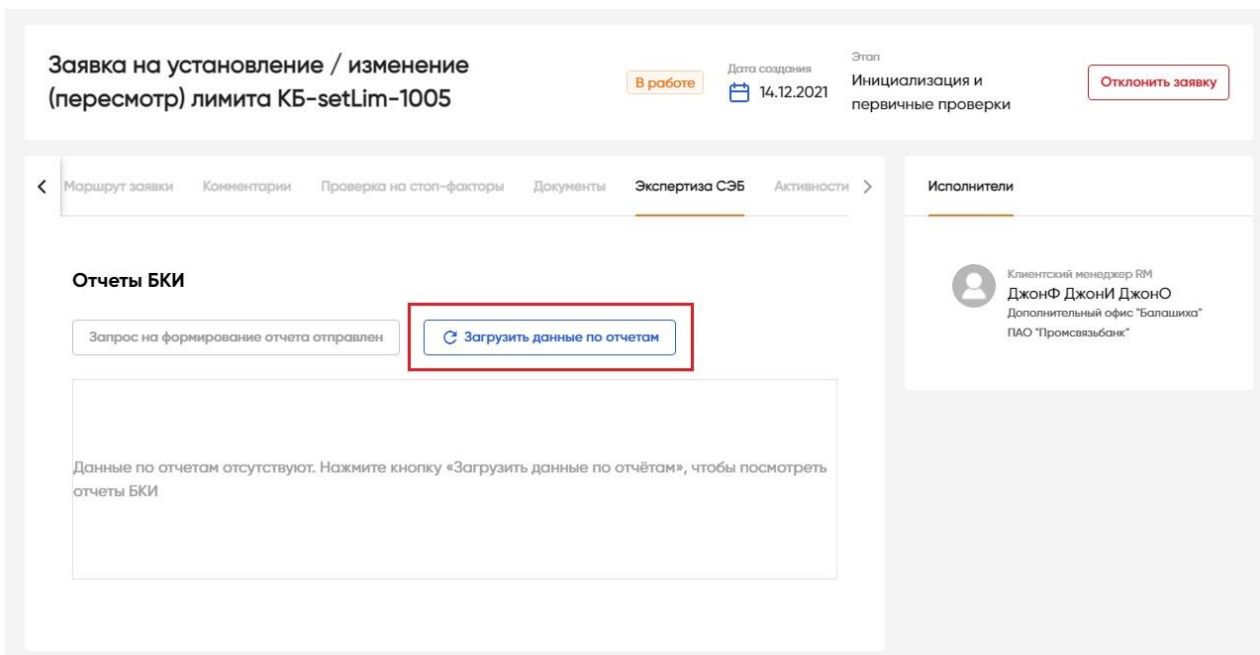 Заявка на установление / изменение
(пересмотр) лимита КБ-setLim-1005
В работе
Дата создания
14.12.2021
Этап
Инициализация и
первичные проверки
Отклонить заявку
Маршрут заявки
Комментарии
Проверка на стоп-факторы
Документы
Экспертиза СЭБ
Активности
Исполнители
Отчеты БКИ
Запрос на формирование отчета отправлен
Загрузить данные по отчетам
Данные по отчетам отсутствуют. Нажмите кнопку «Загрузить данные по отчётам», чтобы посмотреть
отчеты БКИ
Клиентский менеджер RM
ДжонФ ДжонИ ДжонО
Дополнительный офис "Балашиха"
ПАО "Промсвязьбанк"